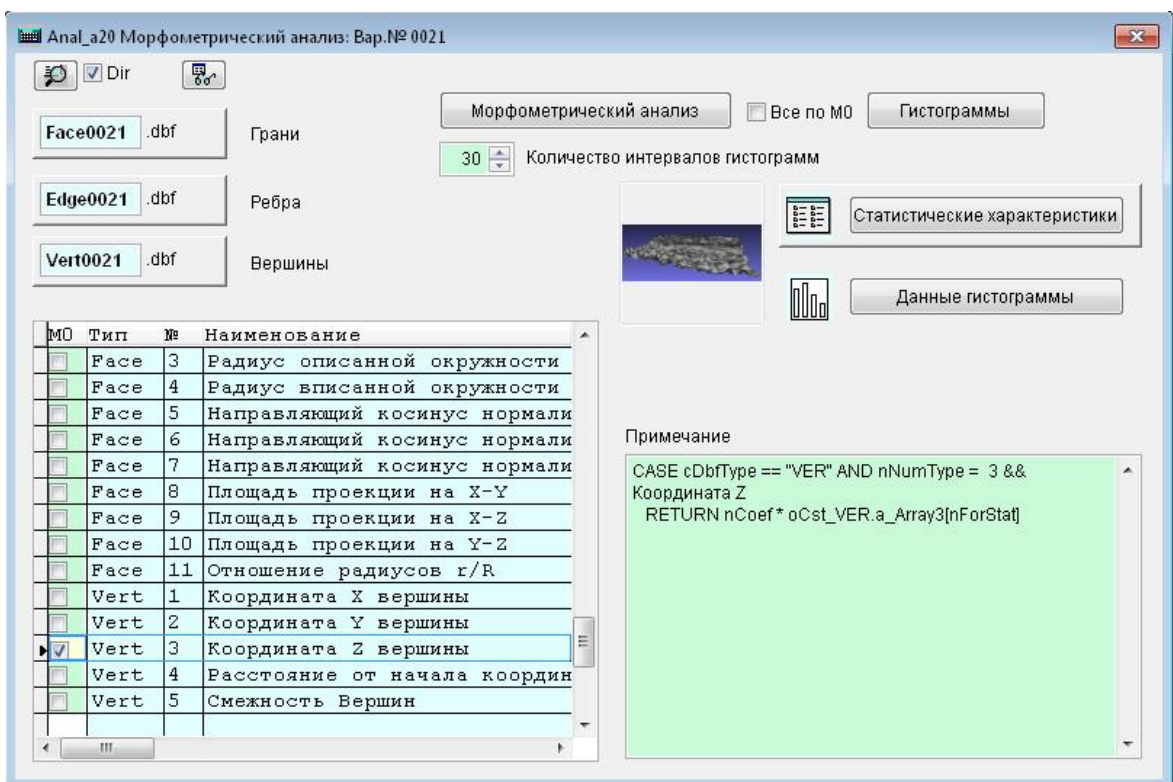 Anal_a20 Морфометрический анализ: Вар.№ 0021
Dir
Морфометрический анализ
Все по М0
Гистограммы
Face0021 .dbf Грани
30 Количество интервалов гистограмм
Edge0021 .dbf Ребра
Статистические характеристики
Vert0021 .dbf Вершины
Данные гистограммы
М0 Тип № Наименование
Face 3 Радиус описанной окружности
Face 4 Радиус вписанной окружности
Face 5 Направляющий косинус нормали
Face 6 Направляющий косинус нормали
Face 7 Направляющий косинус нормали
Face 8 Площадь проекции на X-Y
Face 9 Площадь проекции на X-Z
Face 10 Площадь проекции на Y-Z
Face 11 Отношение радиусов r/R
Vert 1 Координата X вершины
Vert 2 Координата Y вершины
Vert 3 Координата Z вершины
Vert 4 Расстояние от начала координ
Vert 5 Смежность Вершин
Примечание
CASE cDbfType == "VER" AND nNumType = 3 &&
Координата Z
RETURN nCoef * oCst_VER.a_Array3[nForStat]